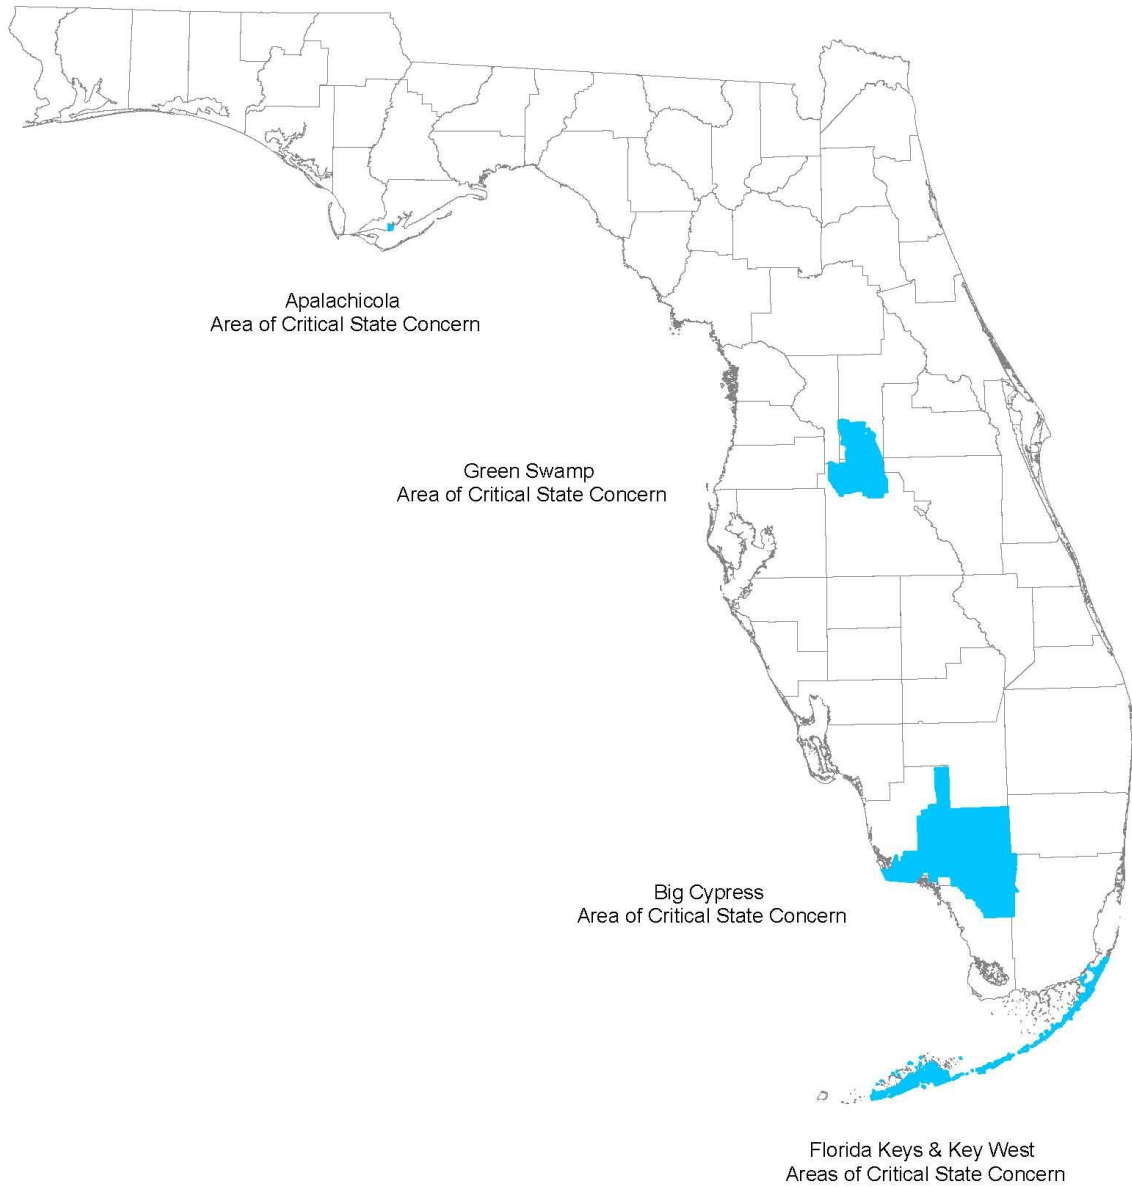 Apalachicola
Area of Critical State Concern
Green Swamp
Area of Critical State Concern
Big Cypress
Area of Critical State Concern
Florida Keys & Key West
Areas of Critical State Concern